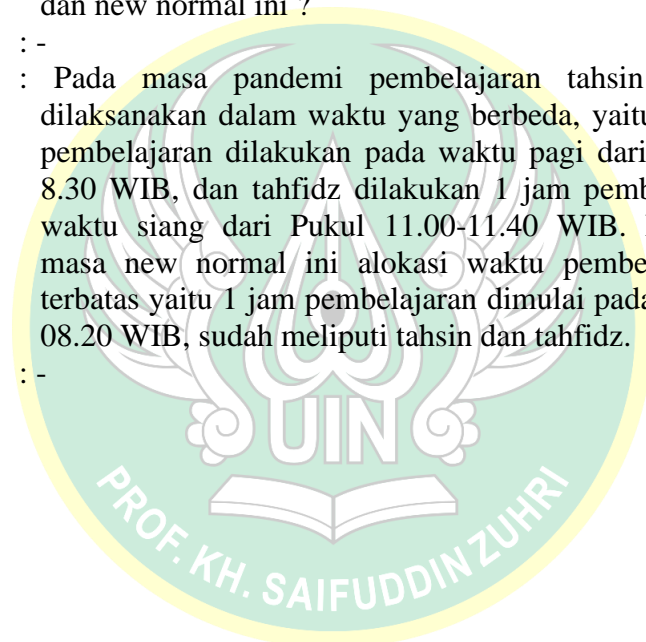 dan new normal ini ?
: -
: Pada masa pandemi pembelajaran tahsin
dilaksanakan dalam waktu yang berbeda, yaitu
pembelajaran dilakukan pada waktu pagi dari
8.30 WIB, dan tahfidz dilakukan 1 jam pemb
waktu siang dari Pukul 11.00-11.40 WIB.
masa new normal ini alokasi waktu pembe
terbatas yaitu 1 jam pembelajaran dimulai pada
08.20 WIB, sudah meliputi tahsin dan tahfidz.
: -
UIN
PROF. KH. SAIFUDDIN ZUHRI